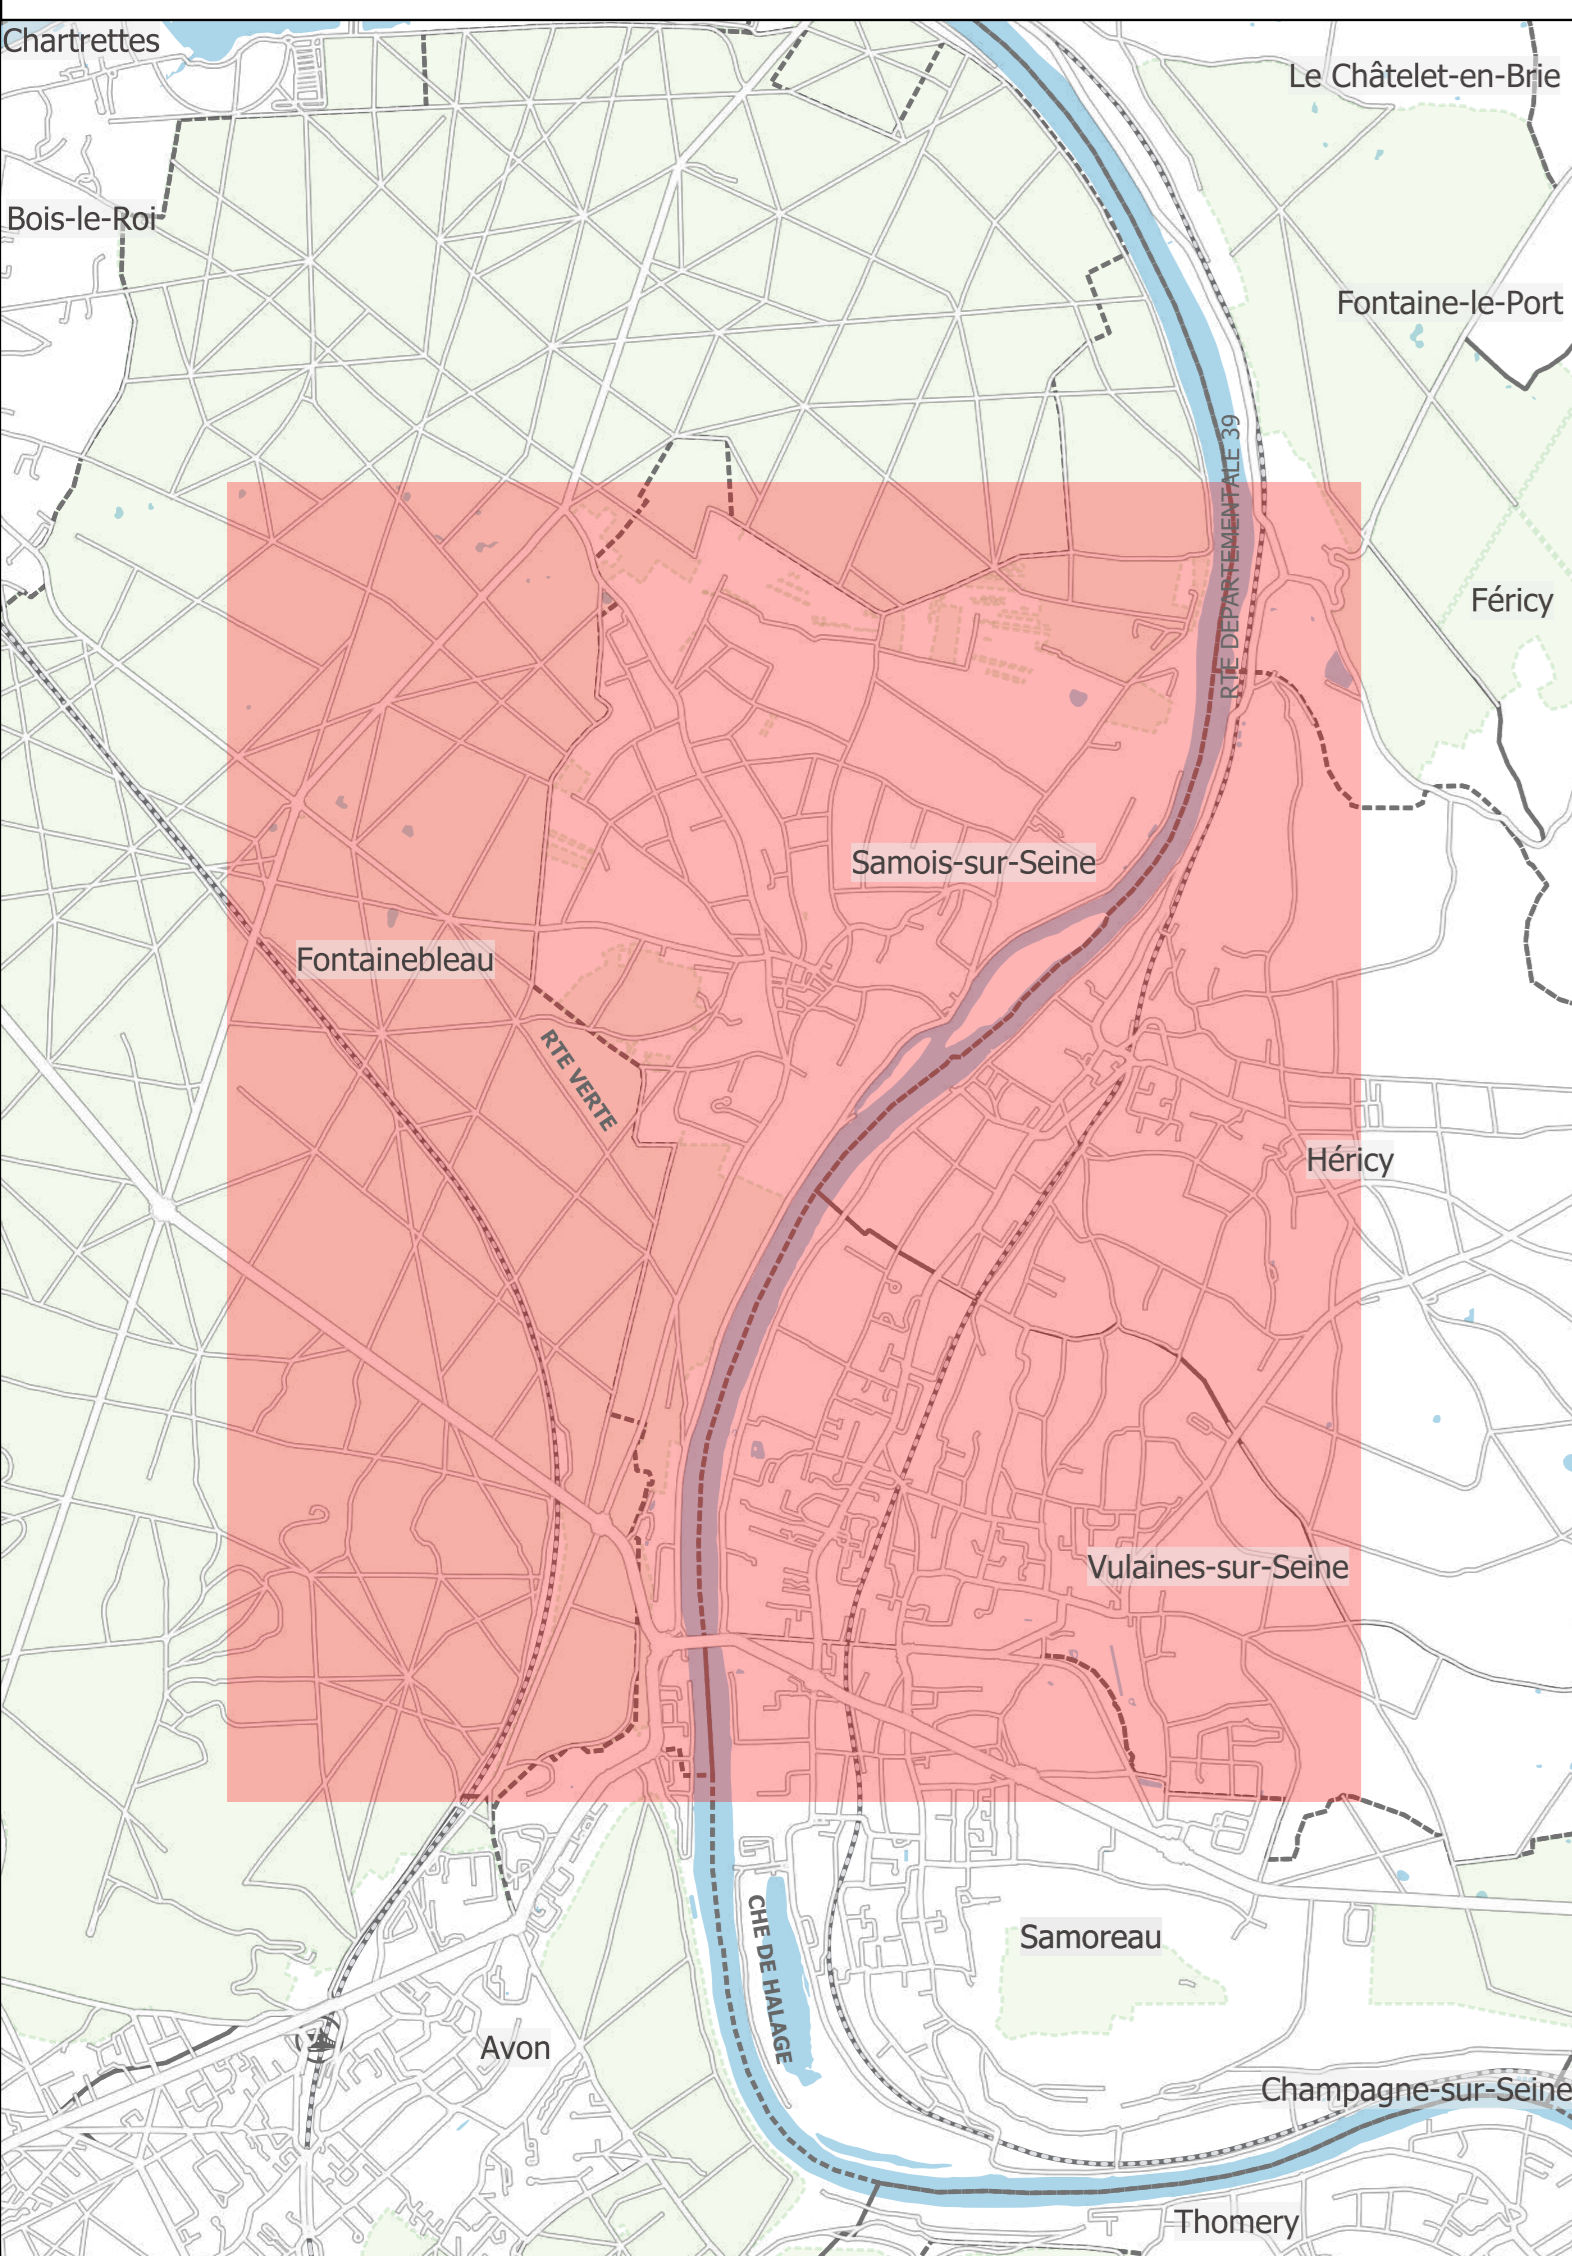 Chartrettes
Le Châtelet-en-Brie
Bois-le-Roi
Fontaine-le-Port
RTE DEPARTEMENTALE 39
Féricy
Samois-sur-Seine
Fontainebleau
RTE VERTE
Héricy
Vulaines-sur-Seine
CHE DE HALAGE
Samoreau
Avon
Champagne-sur-Seine
Thomery